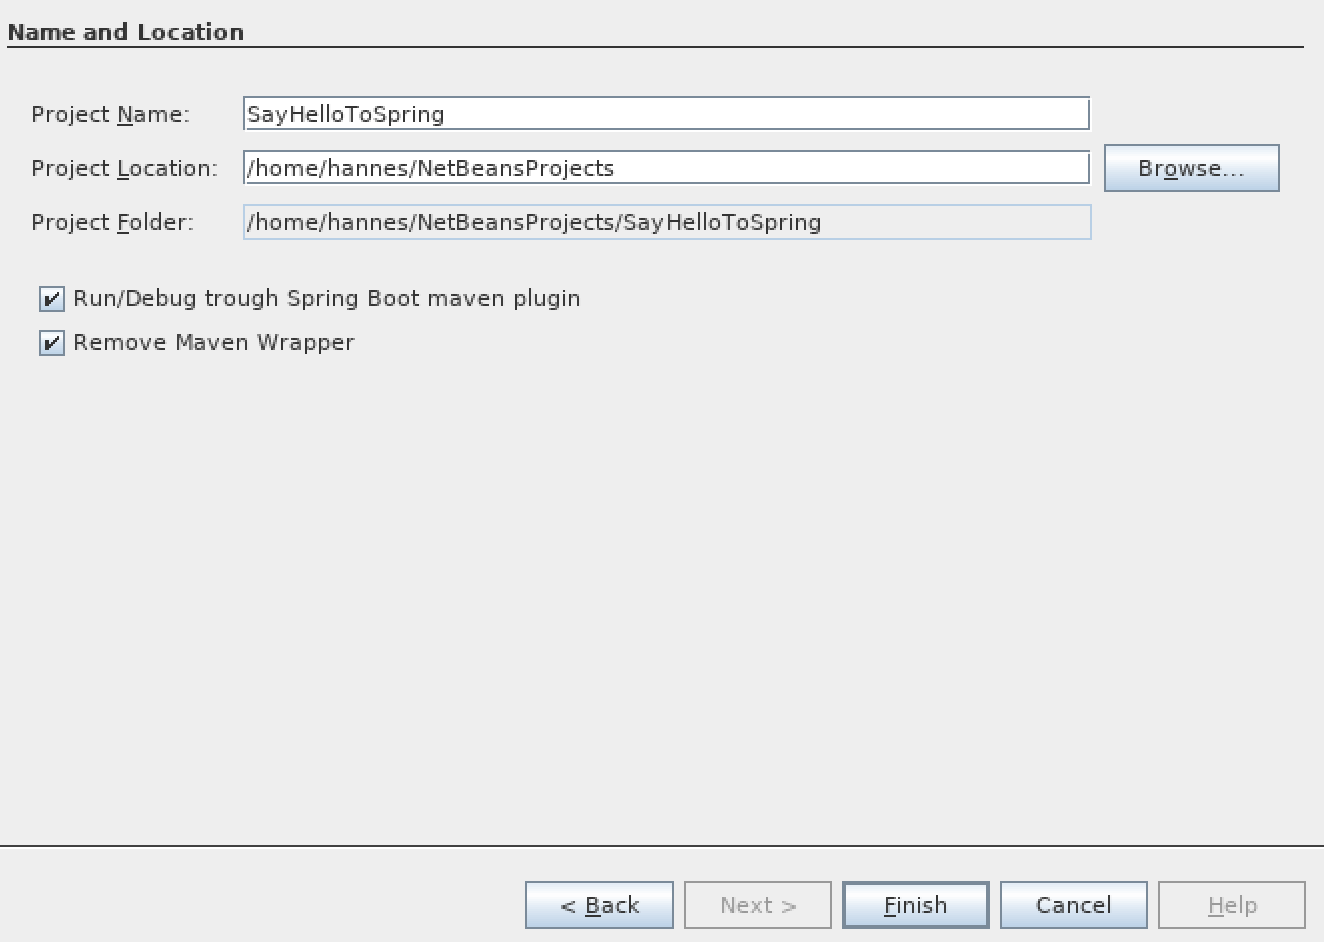 Name and Location
Project Name: SayHelloToSpring
Project Location: /home/hannes/NetBeansProjects Browse...
Project Folder: /home/hannes/NetBeansProjects/SayHelloToSpring
Run/Debug trough Spring Boot maven plugin
Remove Maven Wrapper
< Back Next > Finish Cancel Help